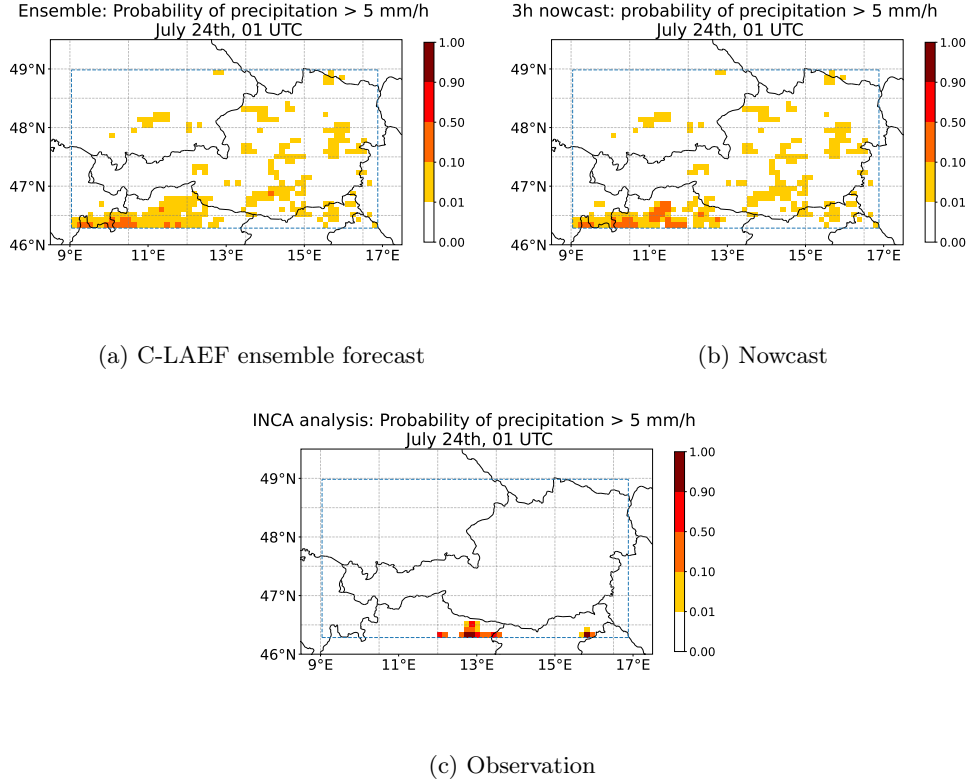 Ensemble: Probability of precipitation > 5 mm/h
July 24th, 01 UTC
49°N
48°N
47°N
46°N
9°E 11°E 13°E 15°E 17°E
1.00
0.90
0.50
0.10
0.01
0.00
(a) C-LAEF ensemble forecast
3h nowcast: probability of precipitation > 5 mm/h
July 24th, 01 UTC
49°N
48°N
47°N
46°N
9°E 11°E 13°E 15°E 17°E
1.00
0.90
0.50
0.10
0.01
0.00
(b) Nowcast
INCA analysis: Probability of precipitation > 5 mm/h
July 24th, 01 UTC
49°N
48°N
47°N
46°N
9°E 11°E 13°E 15°E 17°E
1.00
0.90
0.50
0.10
0.01
0.00
(c) Observation